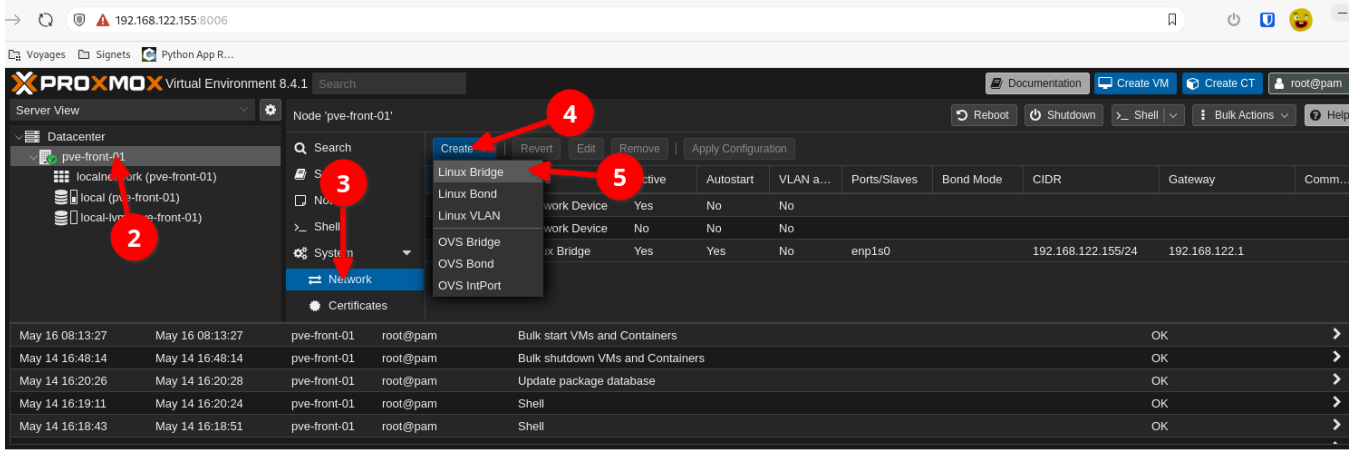 192.168.122.155:8006
Voyages Signets Python App R...
PROXMOX Virtual Environment 8.4.1 Search Documentation Create VM Create CT root@pam
Server View Node 'pve-front-01' Reboot Shutdown >_ Shell Bulk Actions Help
Datacenter
pve-front-01
localnetwork (pve-front-01)
local (pve-front-01)
local-lvm (pve-front-01)
2
Search
Shell
System
Network
Certificates
3
4
Create Revert Edit Remove Apply Configuration
Linux Bridge
Linux Bond
Linux VLAN
OVS Bridge
OVS Bond
OVS IntPort
5
Autostart VLAN a... Ports/Slaves Bond Mode CIDR Gateway Comm...
Yes No No
No No No
Yes Yes No enp1s0 192.168.122.155/24 192.168.122.1
May 16 08:13:27 May 16 08:13:27 pve-front-01 root@pam Bulk start VMs and Containers OK
May 14 16:48:14 May 14 16:48:14 pve-front-01 root@pam Bulk shutdown VMs and Containers OK
May 14 16:20:26 May 14 16:20:28 pve-front-01 root@pam Update package database OK
May 14 16:19:11 May 14 16:20:24 pve-front-01 root@pam Shell OK
May 14 16:18:43 May 14 16:18:51 pve-front-01 root@pam Shell OK